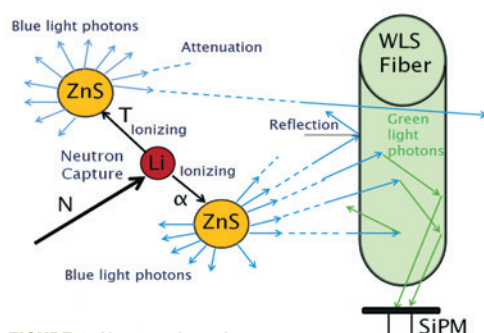 Blue light photons
Attenuation
WLS
Fiber
ZnS
T
Ionizing
Reflection
Green
light
photons
Neutron
Capture
Li
Ionizing
N
α
ZnS
Blue light photons
SiPM